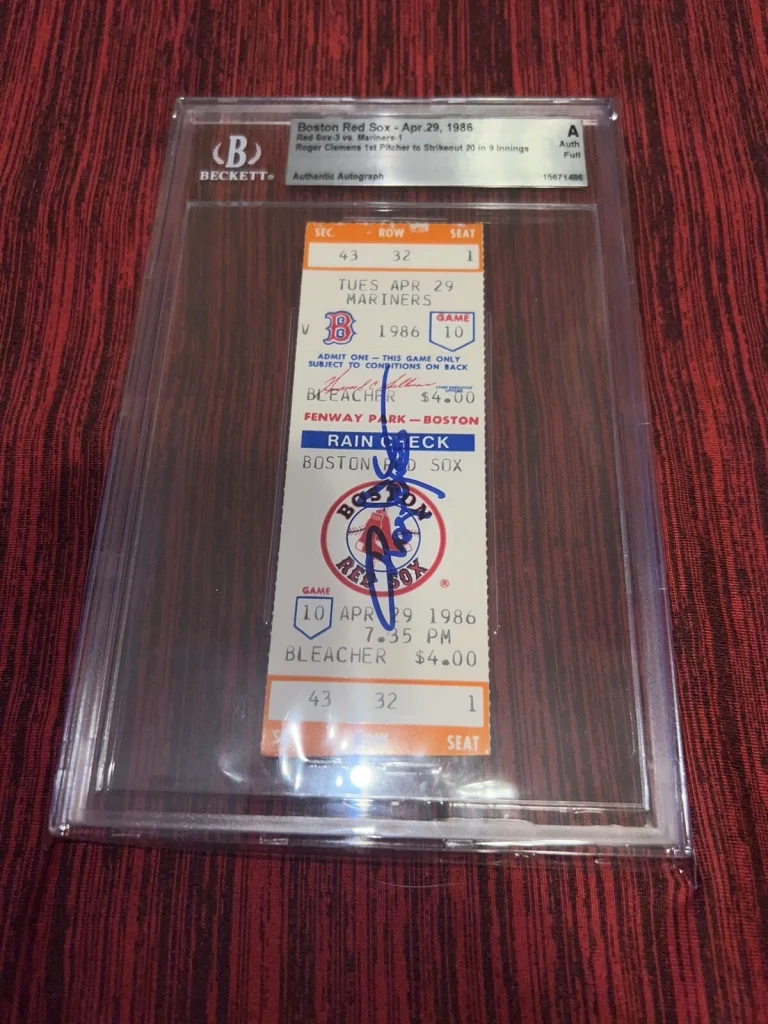 Boston Red Sox - Apr.29, 1986
Red Sox-3 vs. Mariners-1
Roger Clemens 1st Pitcher to Strikeout 20 in 9 Innings
Authentic Autograph
A
Auth
Full
15671486
B
BECKETT®
SEC. ROW SEAT
43 32 1
TUES APR 29
MARINERS
V B 1986 GAME 10
ADMIT ONE — THIS GAME ONLY
SUBJECT TO CONDITIONS ON BACK
CHIEF EXECUTIVE
OFFICER
BLEACHER $4.00
FENWAY PARK — BOSTON
RAIN CHECK
BOSTON RED SOX
BOSTON
RED SOX
®
GAME
10 APR 29 1986
7.35 PM
BLEACHER $4.00
43 32 1
ROW SEAT